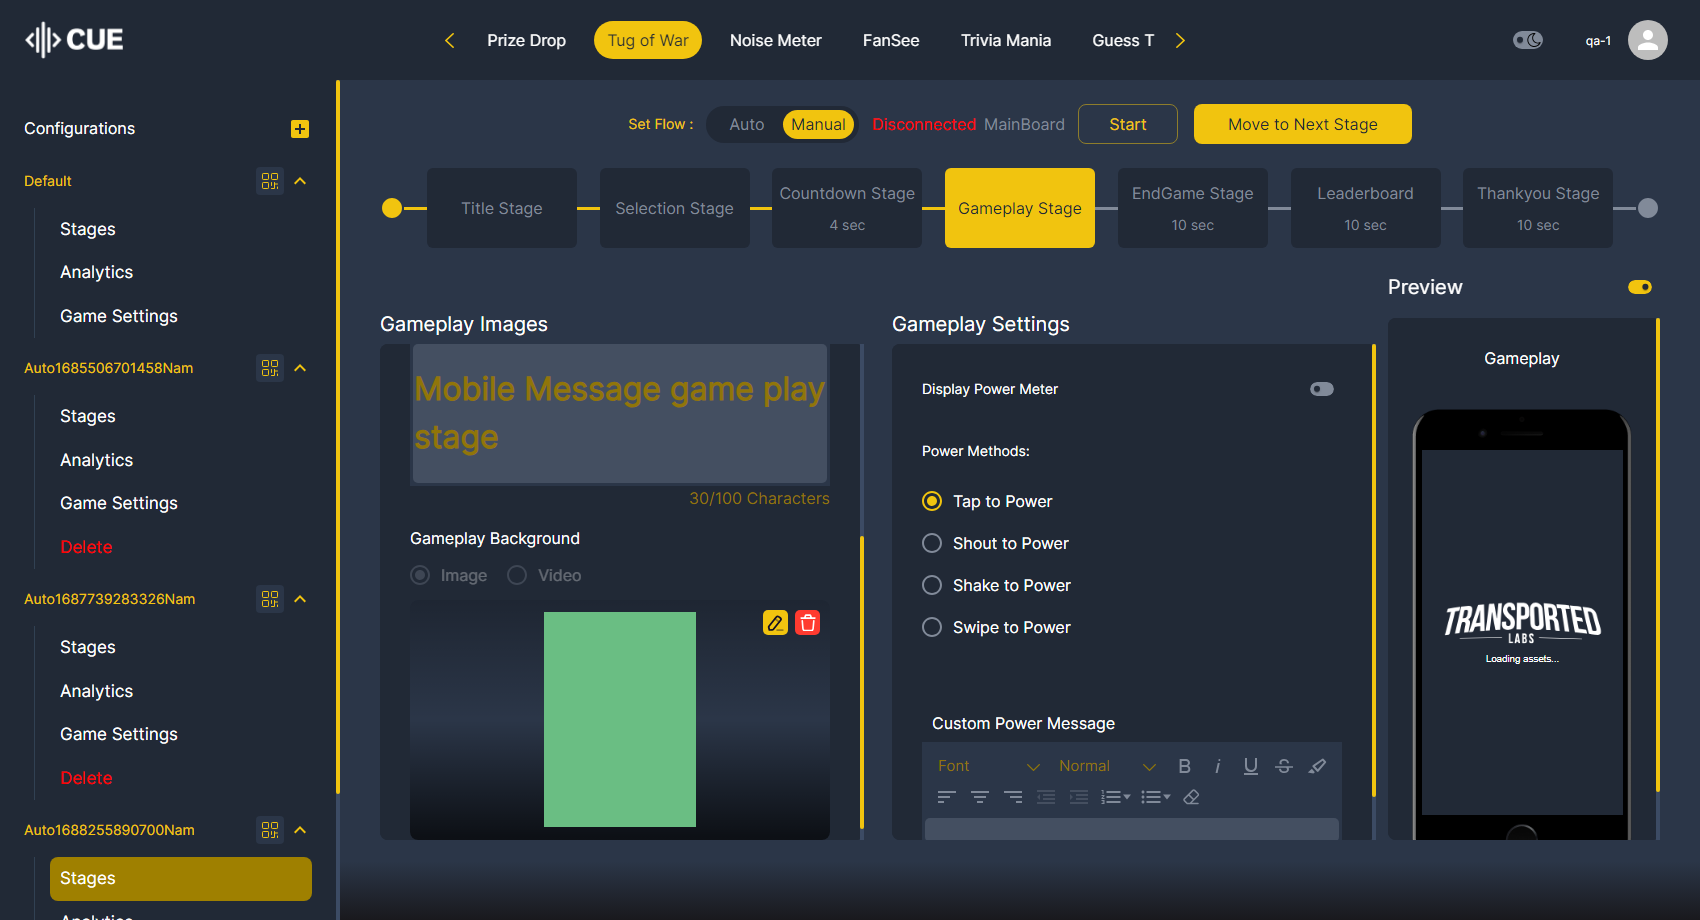 CUE
Prize Drop
Tug of War
Noise Meter
FanSee
Trivia Mania
Guess T
qa-1
Configurations
Default
Stages
Analytics
Game Settings
Auto1685506701458Nam
Stages
Analytics
Game Settings
Delete
Auto1687739283326Nam
Stages
Analytics
Game Settings
Delete
Auto1688255890700Nam
Stages
Analytics
Set Flow :
Auto
Manual
Disconnected MainBoard
Start
Move to Next Stage
Title Stage
Selection Stage
Countdown Stage
4 sec
Gameplay Stage
EndGame Stage
10 sec
Leaderboard
10 sec
Thankyou Stage
10 sec
Gameplay Images
Mobile Message game play
stage
30/100 Characters
Gameplay Background
Image
Video
Gameplay Settings
Display Power Meter
Power Methods:
Tap to Power
Shout to Power
Shake to Power
Swipe to Power
Custom Power Message
Font
Normal
B i U S
Preview
Gameplay
TRANSPORTED
LABS
Loading assets...